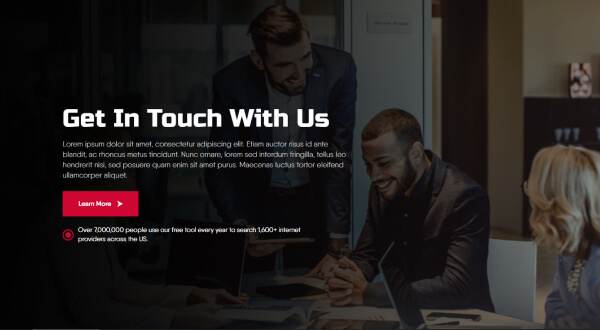 Get In Touch With Us
Lorem ipsum dolor sit amet, consectetur adipiscing elit. Etiam auctor risus id ante
blandit, ac rhoncus metus tincidunt. Nunc ornare, lorem sed interdum fringilla, tellus leo
hendrerit nisi, sed posuere quam enim sit amet purus. Maecenas luctus tortor eleifend
ullamcorper aliquet.
Learn More
Over 7,000,000 people use our free tool every year to search 1,600+ internet
providers across the US.